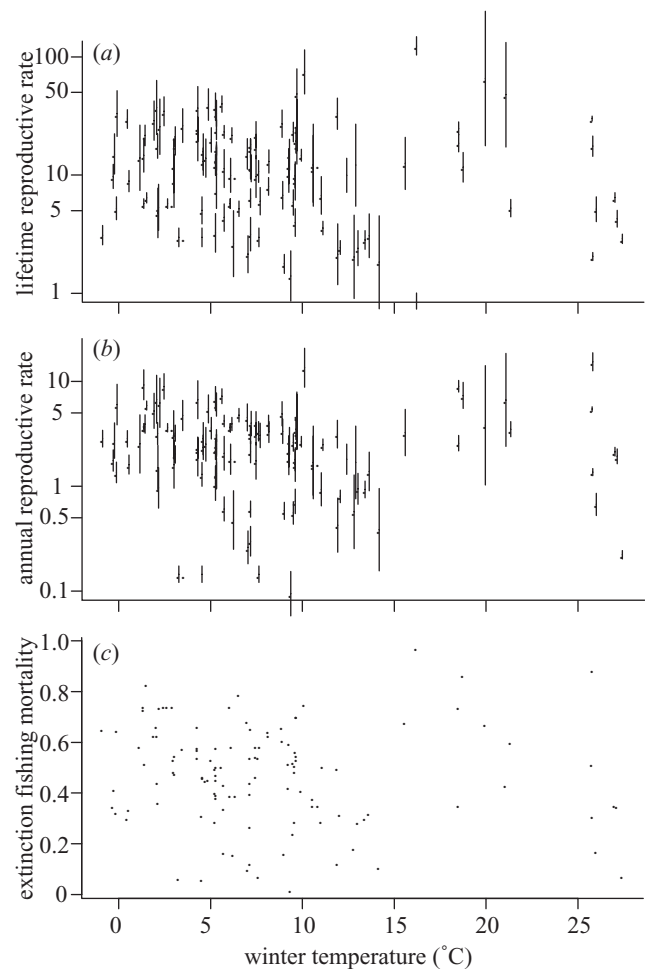 (a)
100
50
10
5
1
lifetime reproductive rate
(b)
10
5
1
0.5
0.1
annual reproductive rate
(c)
1.0
0.8
0.6
0.4
0.2
0
extinction fishing mortality
0 5 10 15 20 25
winter temperature (˚C)